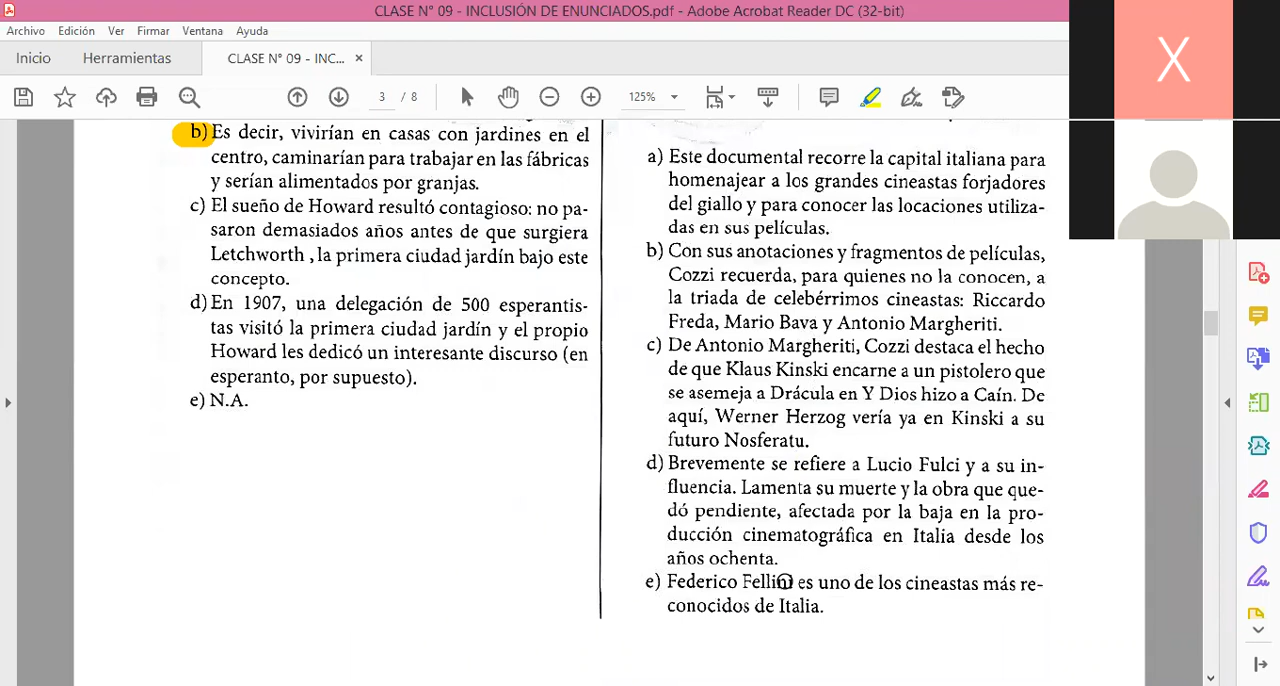 CLASE N° 09 - INCLUSIÓN DE ENUNCIADOS.pdf - Adobe Acrobat Reader DC (32-bit)
Archivo Edición Ver Firmar Ventana Ayuda
Inicio Herramientas CLASE N° 09 - INC... ×
3 / 8 125%
X
b) Es decir, vivirían en casas con jardines en el
centro, caminarían para trabajar en las fábricas
y serían alimentados por granjas.
c) El sueño de Howard resultó contagioso: no pa-
saron demasiados años antes de que surgiera
Letchworth , la primera ciudad jardín bajo este
concepto.
d) En 1907, una delegación de 500 esperantis-
tas visitó la primera ciudad jardín y el propio
Howard les dedicó un interesante discurso (en
esperanto, por supuesto).
e) N.A.
a) Este documental recorre la capital italiana para
homenajear a los grandes cineastas forjadores
del giallo y para conocer las locaciones utiliza-
das en sus películas.
b) Con sus anotaciones y fragmentos de películas,
Cozzi recuerda, para quienes no la conocen, a
la triada de celebérrimos cineastas: Riccardo
Freda, Mario Bava y Antonio Margheriti.
c) De Antonio Margheriti, Cozzi destaca el hecho
de que Klaus Kinski encarne a un pistolero que
se asemeja a Drácula en Y Dios hizo a Caín. De
aquí, Werner Herzog vería ya en Kinski a su
futuro Nosferatu.
d) Brevemente se refiere a Lucio Fulci y a su in-
fluencia. Lamenta su muerte y la obra que que-
dó pendiente, afectada por la baja en la pro-
ducción cinematográfica en Italia desde los
años ochenta.
e) Federico Fellini es uno de los cineastas más re-
conocidos de Italia.